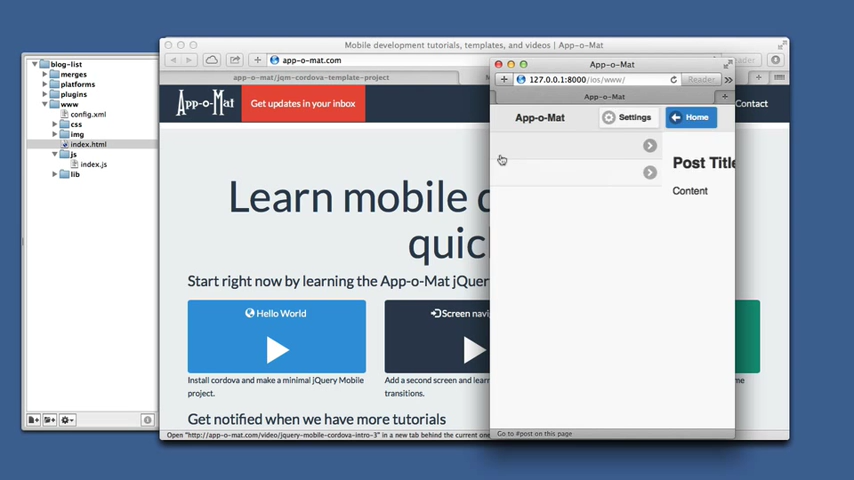 blog-list
merges
platforms
plugins
www
config.xml
css
img
index.html
js
index.js
lib
Mobile development tutorials, templates, and videos | App-o-Mat
app-o-mat.com
app-o-mat/jqm-cordova-template-project
App-o-Mat
Get updates in your inbox
Contact
Learn mobile
quic
Start right now by learning the App-o-Mat jQuer
Hello World
Screen navi
Install cordova and make a minimal jQuery Mobile
project.
Add a second screen and learn
transitions.
me
Get notified when we have more tutorials
Open "http://app-o-mat.com/video/jquery-mobile-cordova-intro-3" in a new tab behind the current one
App-o-Mat
127.0.0.1:8000/ios/www/
Reader
App-o-Mat
App-o-Mat
Settings
Home
Post Title
Content
Go to #post on this page